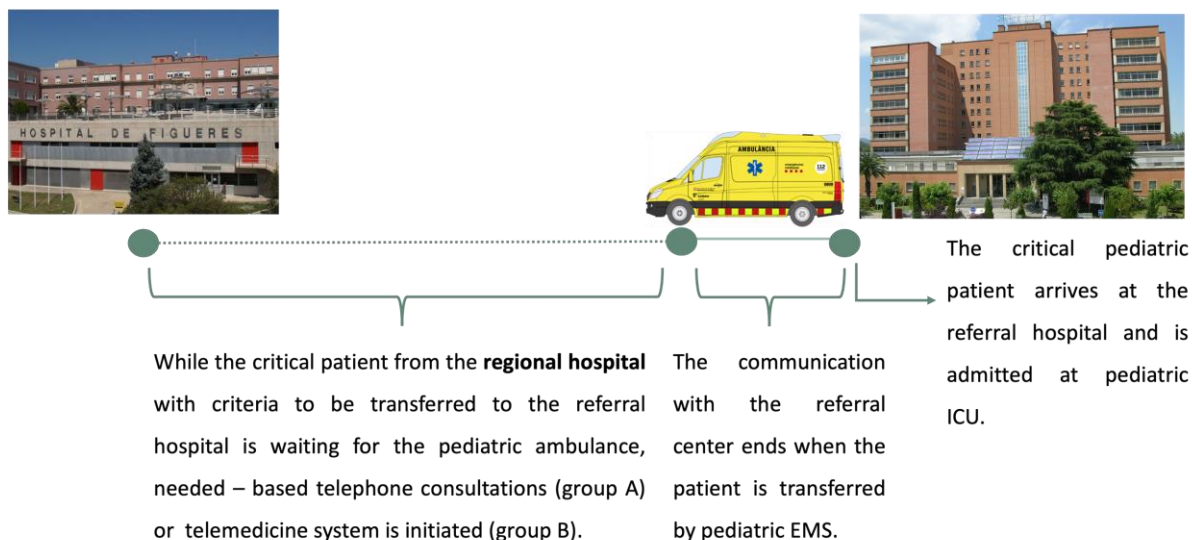 HOSPITAL DE FIGUERES
AMBULÀNCIA
While the critical patient from the regional hospital
with criteria to be transferred to the referral
hospital is waiting for the pediatric ambulance,
needed – based telephone consultations (group A)
or telemedicine system is initiated (group B).
The communication
with the referral
center ends when the
patient is transferred
by pediatric EMS.
The critical pediatric
patient arrives at the
referral hospital and is
admitted at pediatric
ICU.